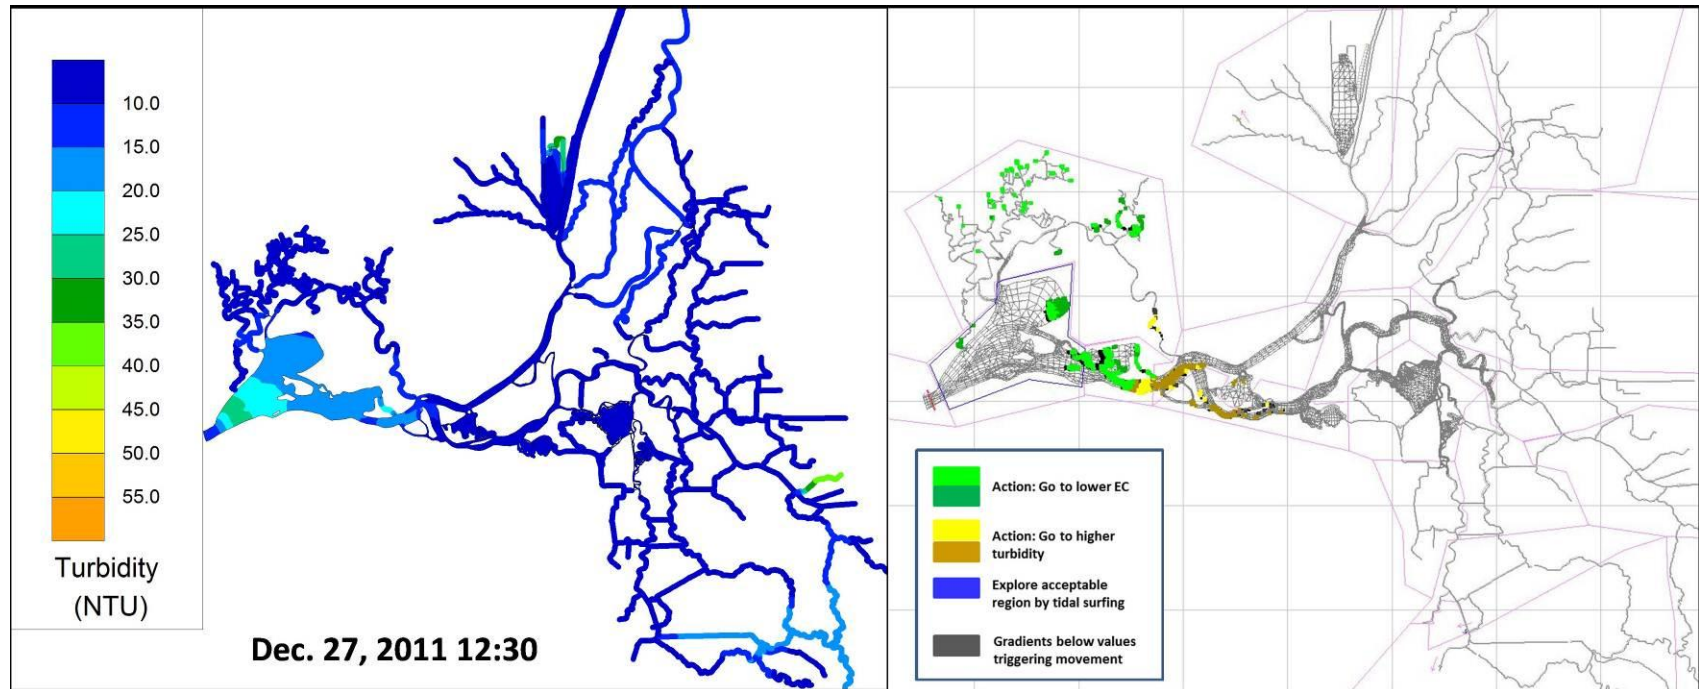 10.0
15.0
20.0
25.0
30.0
35.0
40.0
45.0
50.0
55.0
Turbidity
(NTU)
Dec. 27, 2011 12:30
Action: Go to lower EC
Action: Go to higher
turbidity
Explore acceptable
region by tidal surfing
Gradients below values
triggering movement